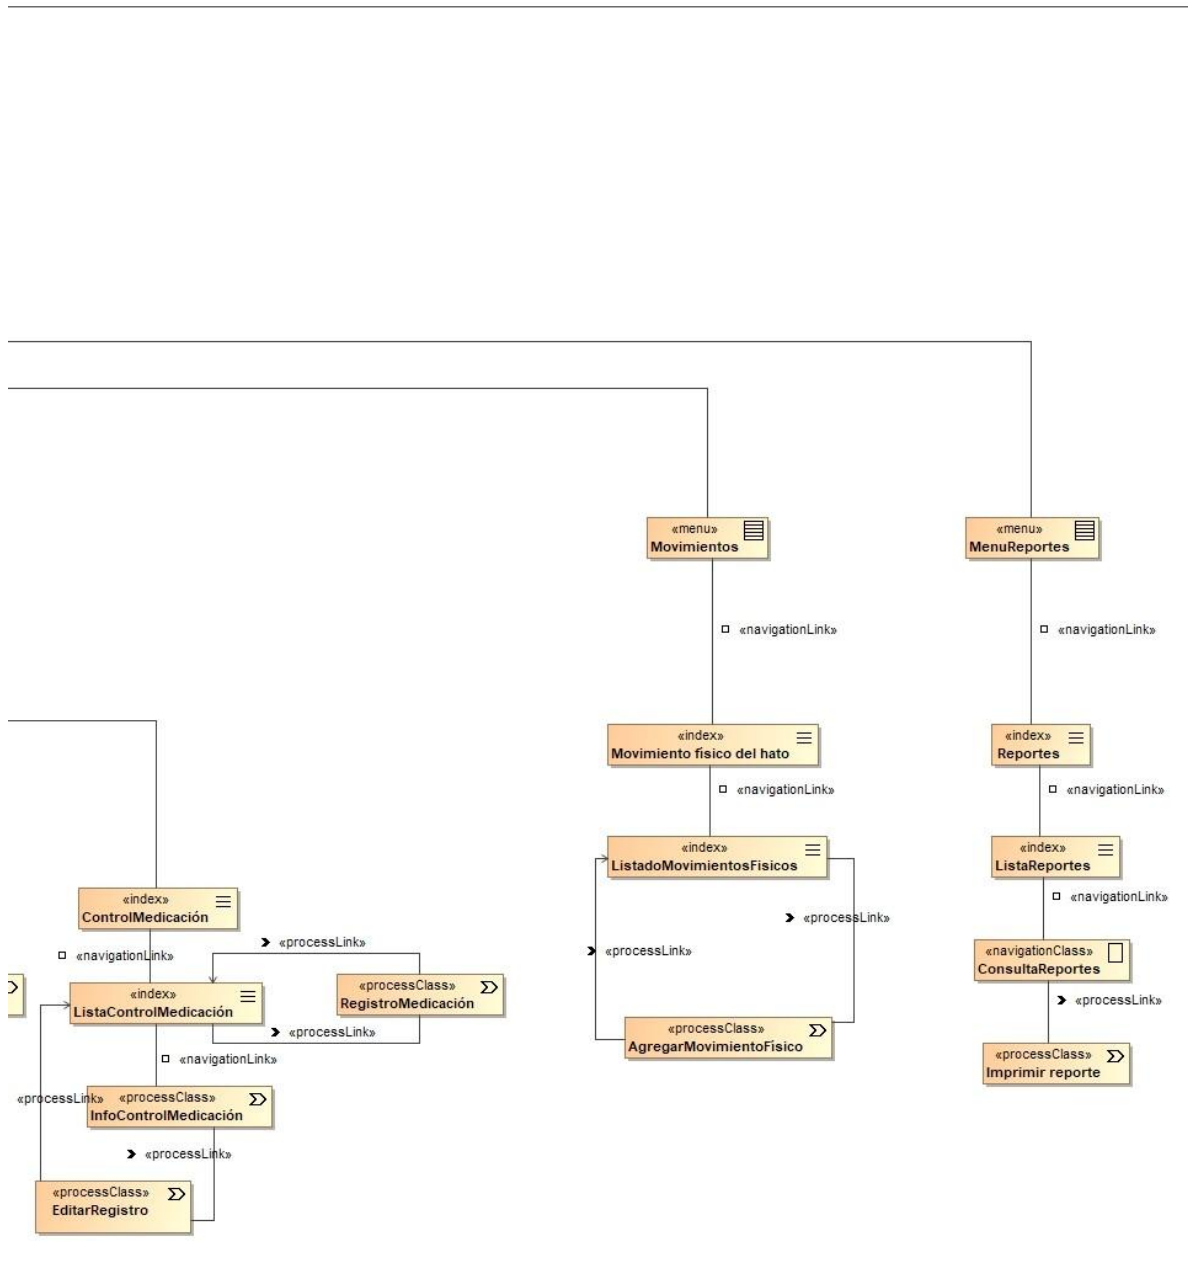 «menu»
Movimientos
«menu»
MenuReportes
«navigationLink»
«navigationLink»
«index»
Movimiento físico del hato
«index»
Reportes
«navigationLink»
«navigationLink»
«index»
ListadoMovimientosFisicos
«index»
ListaReportes
«navigationLink»
«index»
ControlMedicación
«processLink»
«processLink»
«navigationLink»
«processLink»
«navigationClass»
ConsultaReportes
«processClass»
RegistroMedicación
«index»
ListaControlMedicación
«processLink»
«processLink»
«processClass»
AgregarMovimientoFísico
«navigationLink»
«processClass»
Imprimir reporte
«processLink»
«processClass»
InfoControlMedicación
«processLink»
«processClass»
EditarRegistro